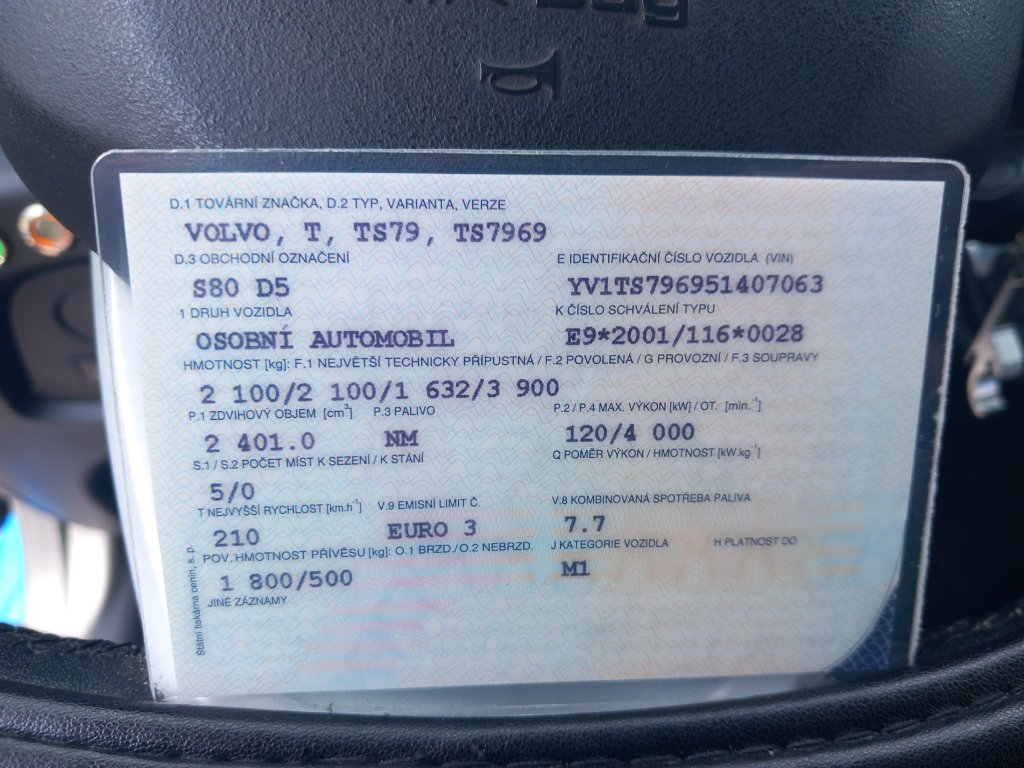 D.1 TOVÁRNÍ ZNAČKA, D.2 TYP, VARIANTA, VERZE
VOLVO, T, TS79, TS7969
D.3 OBCHODNÍ OZNAČENÍ
E IDENTIFIKAČNÍ ČÍSLO VOZIDLA (VIN)
S80 D5
YV1TS796951407063
1 DRUH VOZIDLA
K ČÍSLO SCHVÁLENÍ TYPU
OSOBNÍ AUTOMOBIL
E9*2001/116*0028
HMOTNOST [kg]: F.1 NEJVĚTŠÍ TECHNICKY PŘÍPUSTNÁ / F.2 POVOLENÁ / G PROVOZNÍ / F.3 SOUPRAVY
2 100/2 100/1 632/3 900
P.1 ZDVIHOVÝ OBJEM [cm³] P.3 PALIVO
P.2 / P.4 MAX. VÝKON [kW] / OT. [min.⁻¹]
2 401.0 NM
120/4 000
S.1 / S.2 POČET MÍST K SEZENÍ / K STÁNÍ
Q POMĚR VÝKON / HMOTNOST [kW.kg⁻¹]
5/0
T NEJVYŠŠÍ RYCHLOST [km.h⁻¹] V.9 EMISNÍ LIMIT Č.
V.8 KOMBINOVANÁ SPOTŘEBA PALIVA
210 EURO 3
7.7
POV. HMOTNOST PŘÍVĚSU [kg]: O.1 BRZD./O.2 NEBRZD.
J KATEGORIE VOZIDLA H PLATNOST DO
1 800/500
M1
JINÉ ZÁZNAMY
Státní tiskárna cenin, s. p.